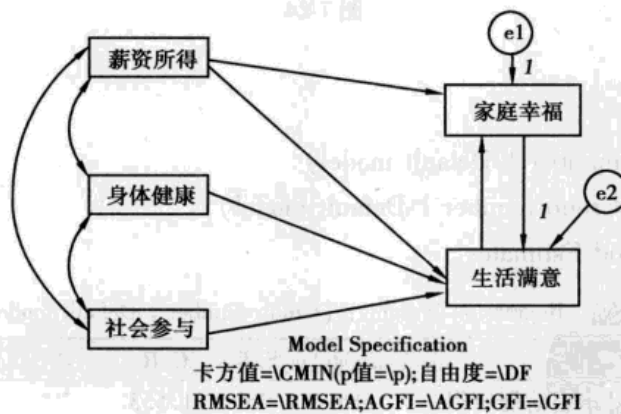 e1
1
薪资所得
家庭幸福
身体健康
e2
1
生活满意
社会参与
Model Specification
卡方值=\CMIN(p值=\p);自由度=\DF
RMSEA=\RMSEA;AGFI=\AGFI;GFI=\GFI